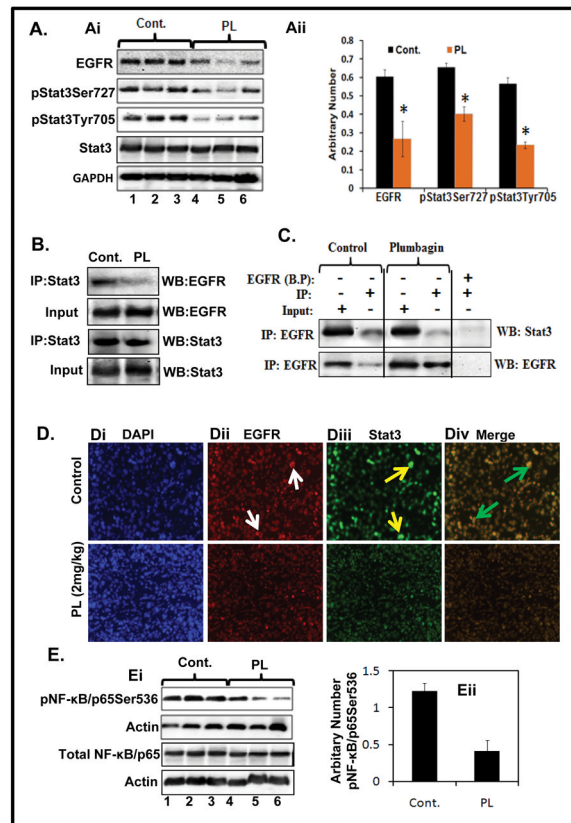 A.
Ai
Cont. PL
EGFR
pStat3Ser727
pStat3Tyr705
Stat3
GAPDH
1 2 3 4 5 6
Aii
Cont. PL
Arbitrary Number
0.8
0.7
0.6
0.5
0.4
0.3
0.2
0.1
0
* * *
EGFR pStat3Ser727 pStat3Tyr705
B.
Cont. PL
IP:Stat3 WB:EGFR
Input WB:EGFR
IP:Stat3 WB:Stat3
Input WB:Stat3
C.
Control Plumbagin
EGFR (B.P) - - - - +
IP: - + - + +
Input: + - + - -
IP: EGFR WB: Stat3
IP: EGFR WB: EGFR
D.
Di Dii Diii Div
DAPI EGFR Stat3 Merge
Control
PL (2mg/kg)
E.
Ei
Cont. PL
pNF-κB/p65Ser536
Actin
Total NF-κB/p65
Actin
1 2 3 4 5 6
Eii
Arbitary Number
pNF-κB/p65Ser536
1.5
1
0.5
0
Cont. PL